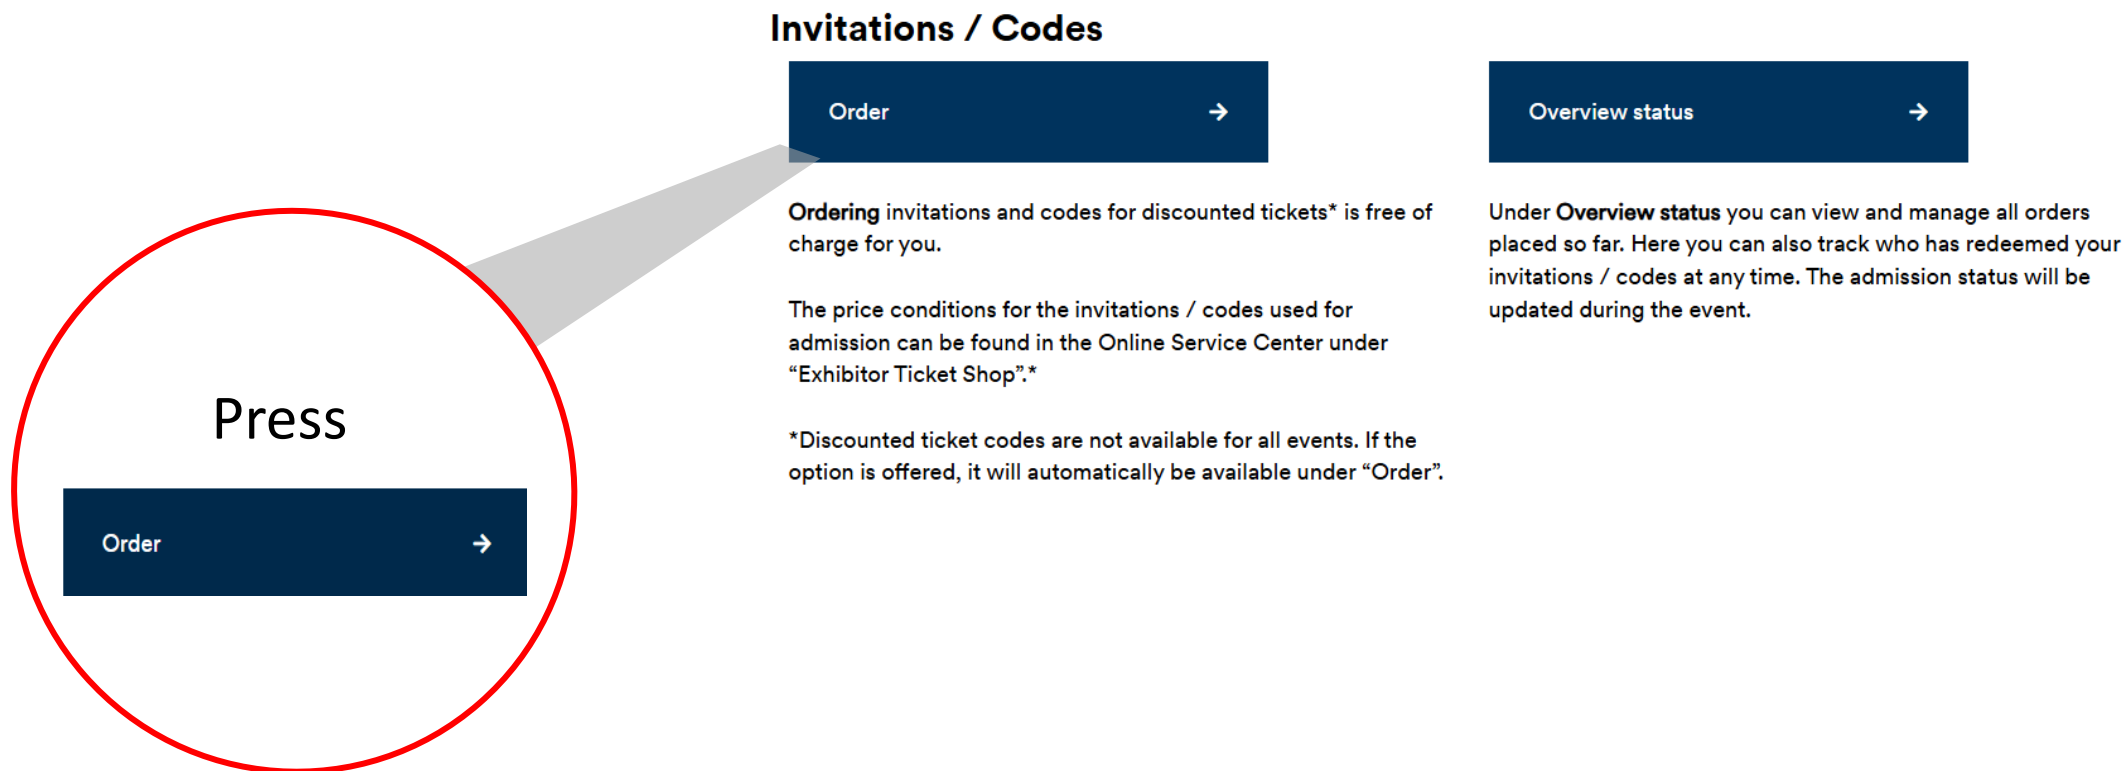 Invitations / Codes
Order
Ordering invitations and codes for discounted tickets* is free of
charge for you.
The price conditions for the invitations / codes used for
admission can be found in the Online Service Center under
“Exhibitor Ticket Shop”.*
*Discounted ticket codes are not available for all events. If the
option is offered, it will automatically be available under “Order”.
Overview status
Under Overview status you can view and manage all orders
placed so far. Here you can also track who has redeemed your
invitations / codes at any time. The admission status will be
updated during the event.
Press
Order